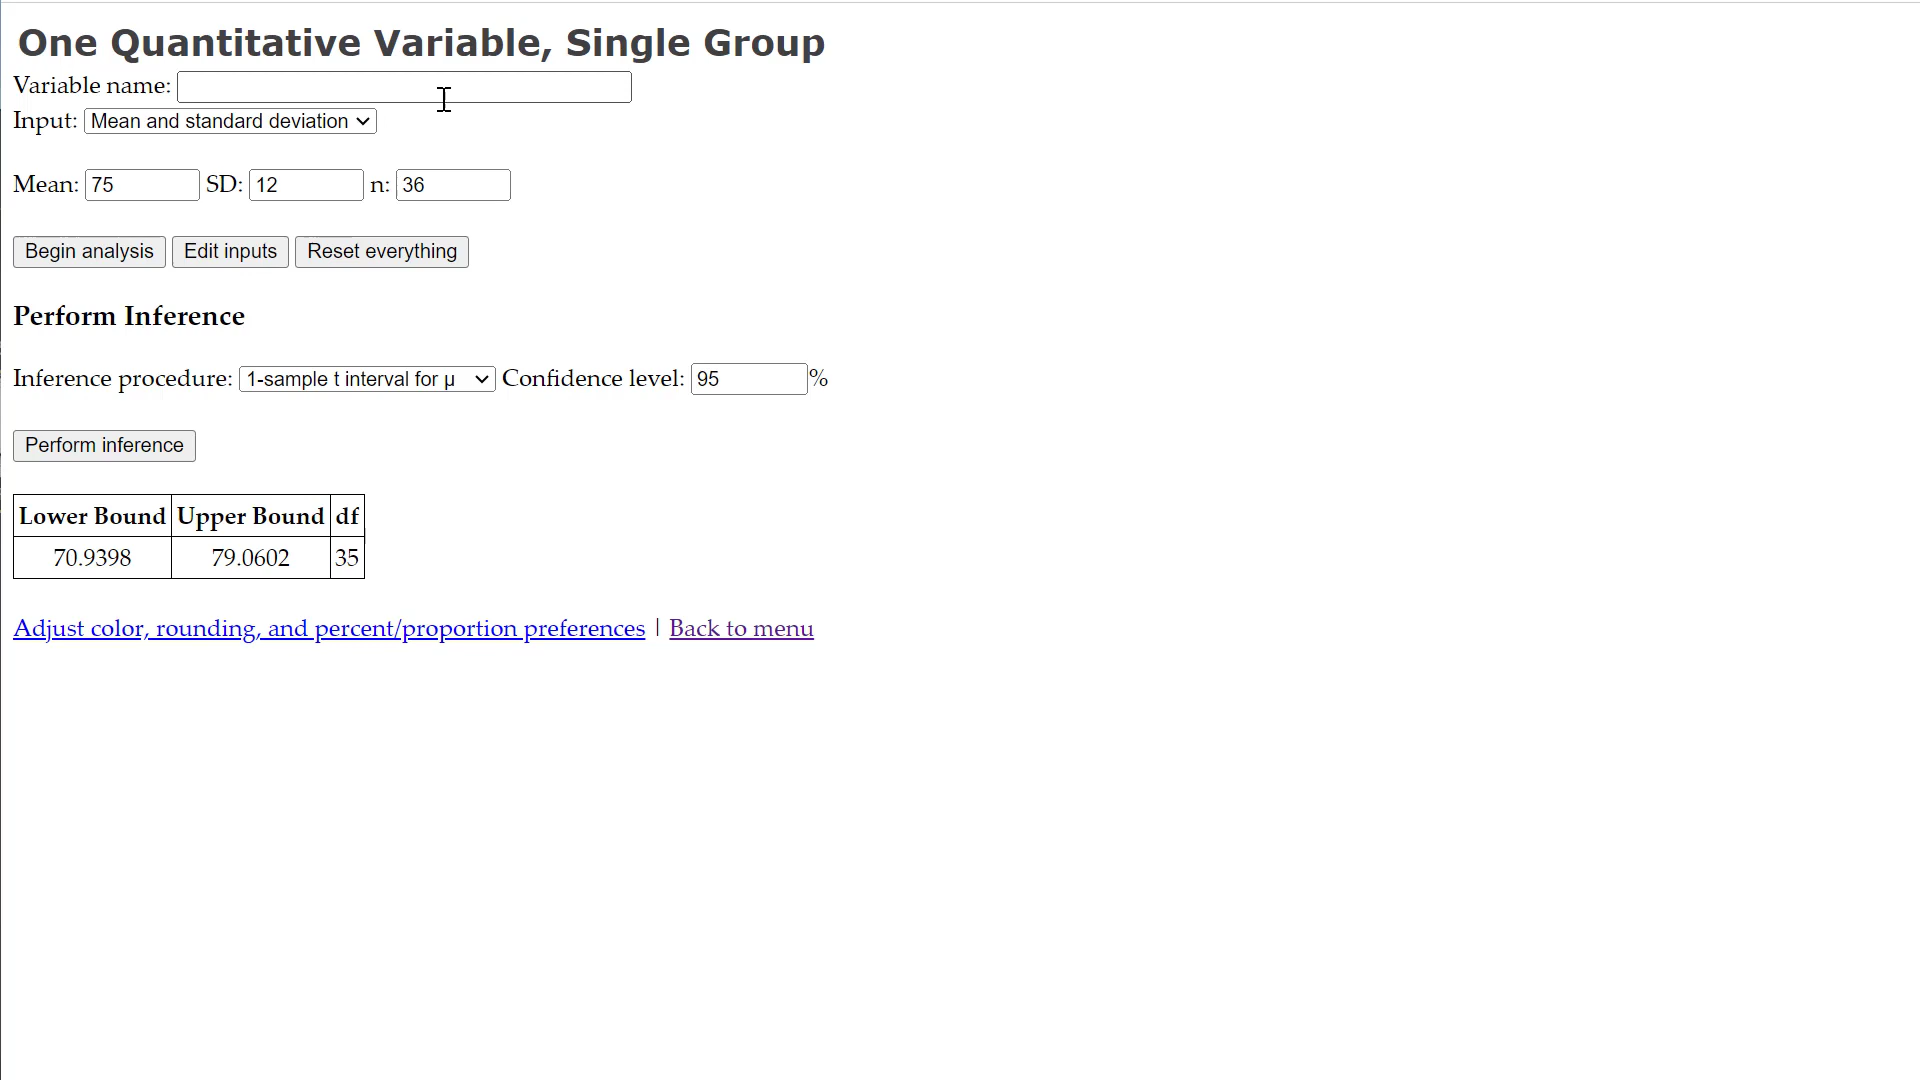 One Quantitative Variable, Single Group
Variable name:
Input: Mean and standard deviation
Mean: 75 SD: 12 n: 36
Begin analysis Edit inputs Reset everything
Perform Inference
Inference procedure: 1-sample t interval for μ Confidence level: 95 %
Perform inference
Lower Bound Upper Bound df
70.9398 79.0602 35
Adjust color, rounding, and percent/proportion preferences | Back to menu